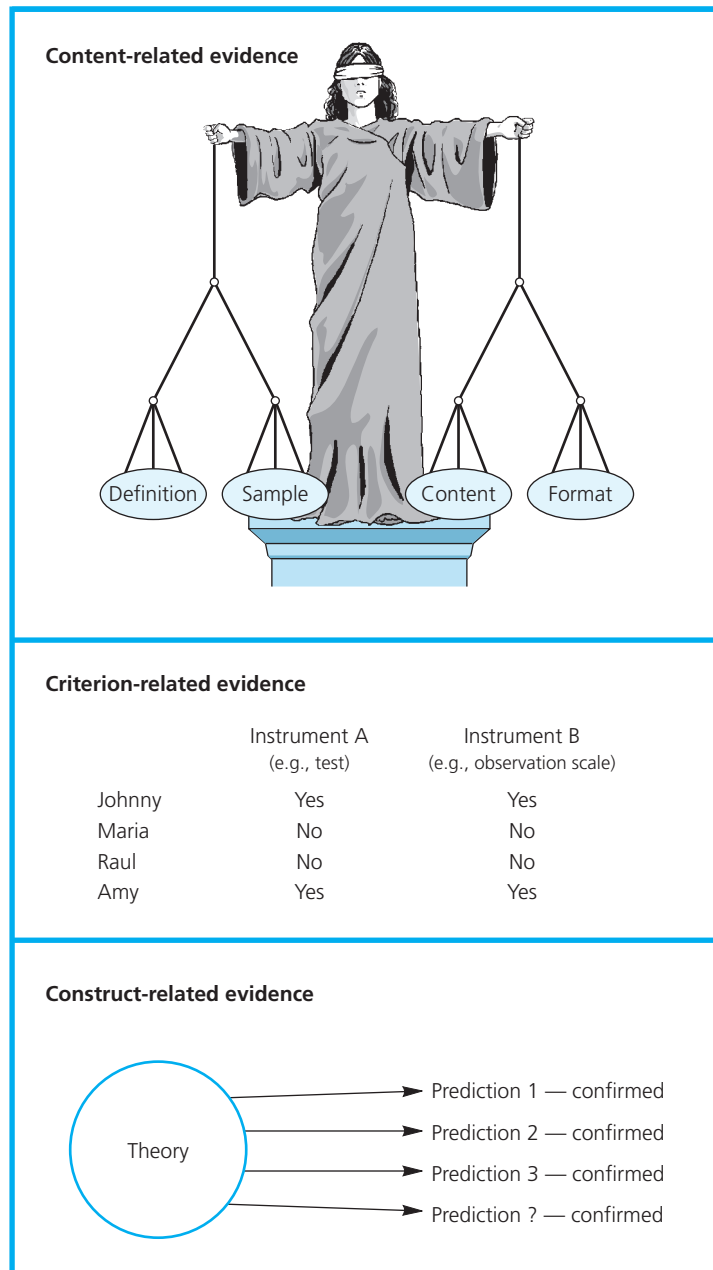 Content-related evidence
Definition Sample Content Format
Criterion-related evidence
Instrument A Instrument B
(e.g., test) (e.g., observation scale)
Johnny Yes Yes
Maria No No
Raul No No
Amy Yes Yes
Construct-related evidence
Prediction 1 — confirmed
Prediction 2 — confirmed
Theory
Prediction 3 — confirmed
Prediction ? — confirmed